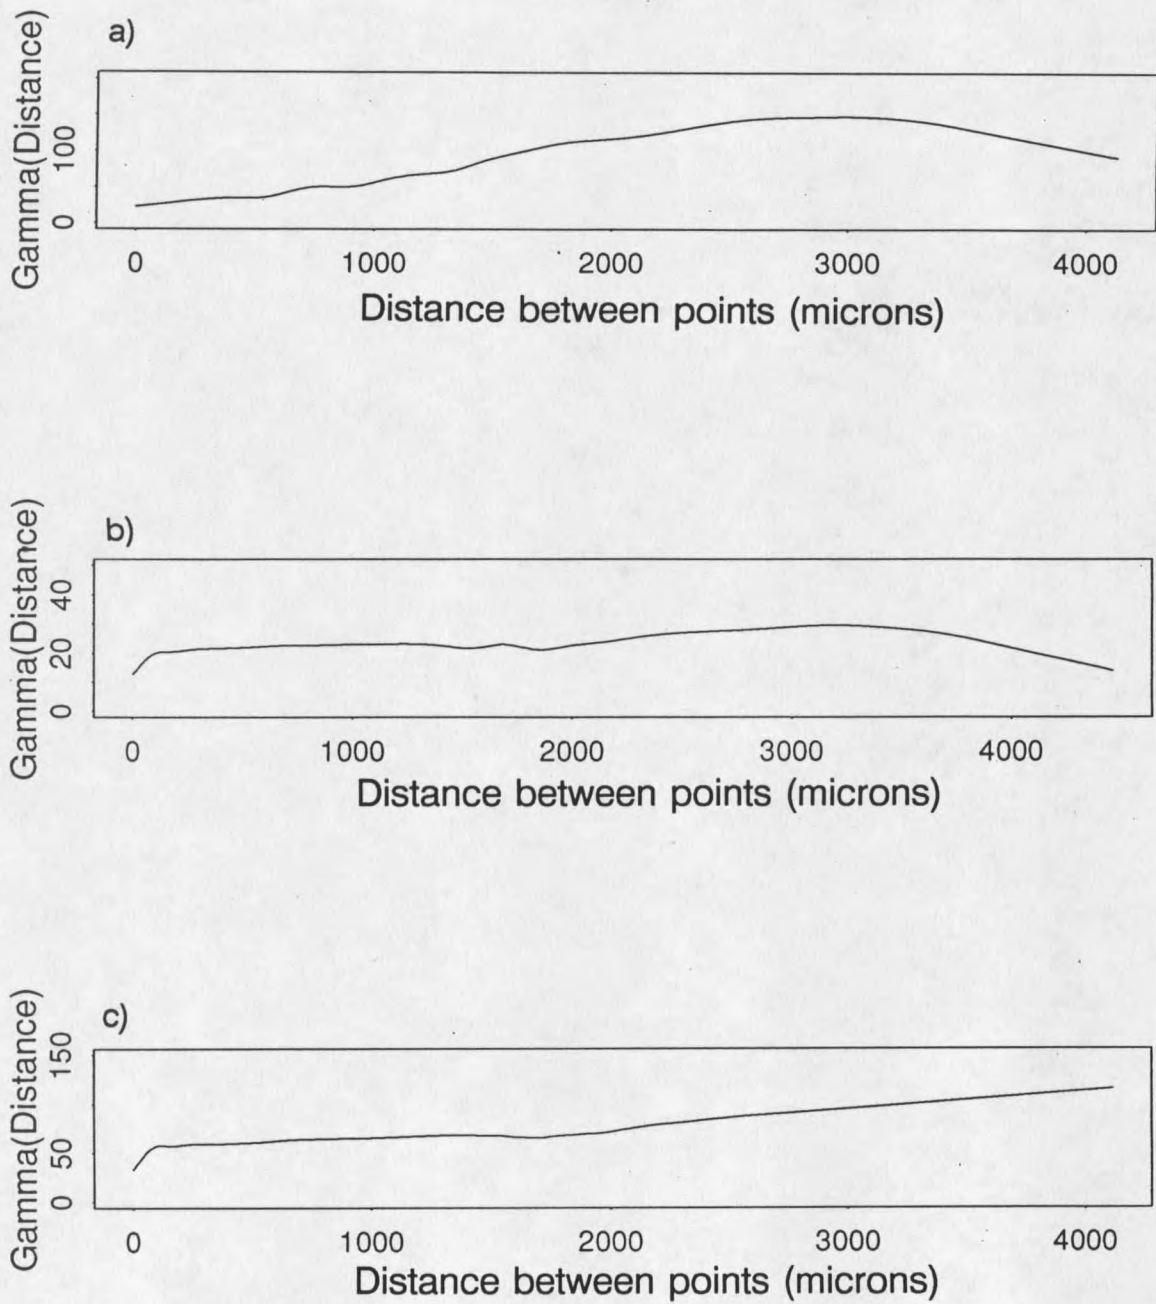 a)
Gamma(Distance)
100
0
0 1000 2000 3000 4000
Distance between points (microns)
b)
Gamma(Distance)
40
20
0
0 1000 2000 3000 4000
Distance between points (microns)
c)
Gamma(Distance)
150
50
0
0 1000 2000 3000 4000
Distance between points (microns)